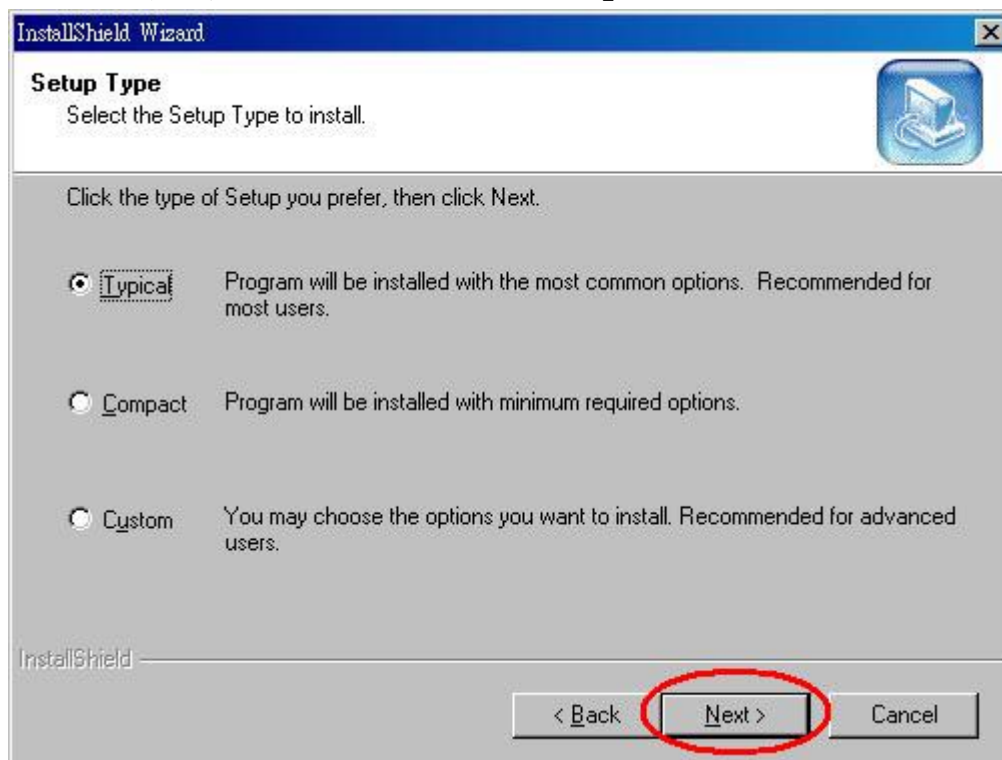 InstallShield Wizard
Setup Type
Select the Setup Type to install.
Click the type of Setup you prefer, then click Next.
Typical
Program will be installed with the most common options.  Recommended for
most users.
Compact
Program will be installed with minimum required options.
Custom
You may choose the options you want to install. Recommended for advanced
users.
InstallShield
< Back
Next >
Cancel